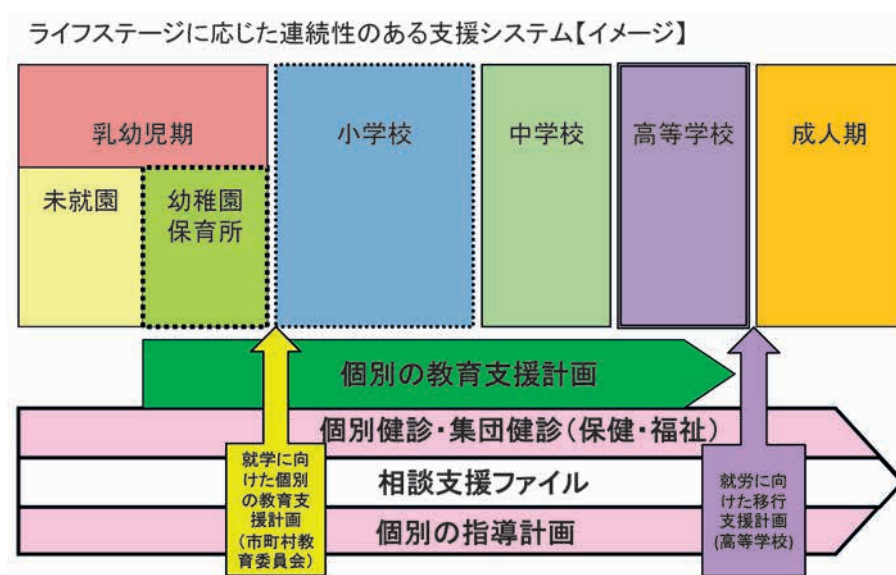 ライフステージに応じた連続性のある支援システム【イメージ】
乳幼児期
小学校
中学校
高等学校
成人期
未就園
幼稚園
保育所
個別の教育支援計画
個別健診・集団健診(保健・福祉)
相談支援ファイル
個別の指導計画
就学に向
けた個別
の教育支
援計画
(市町村教
育委員会)
就労に向
けた移行
支援計画
(高等学校)